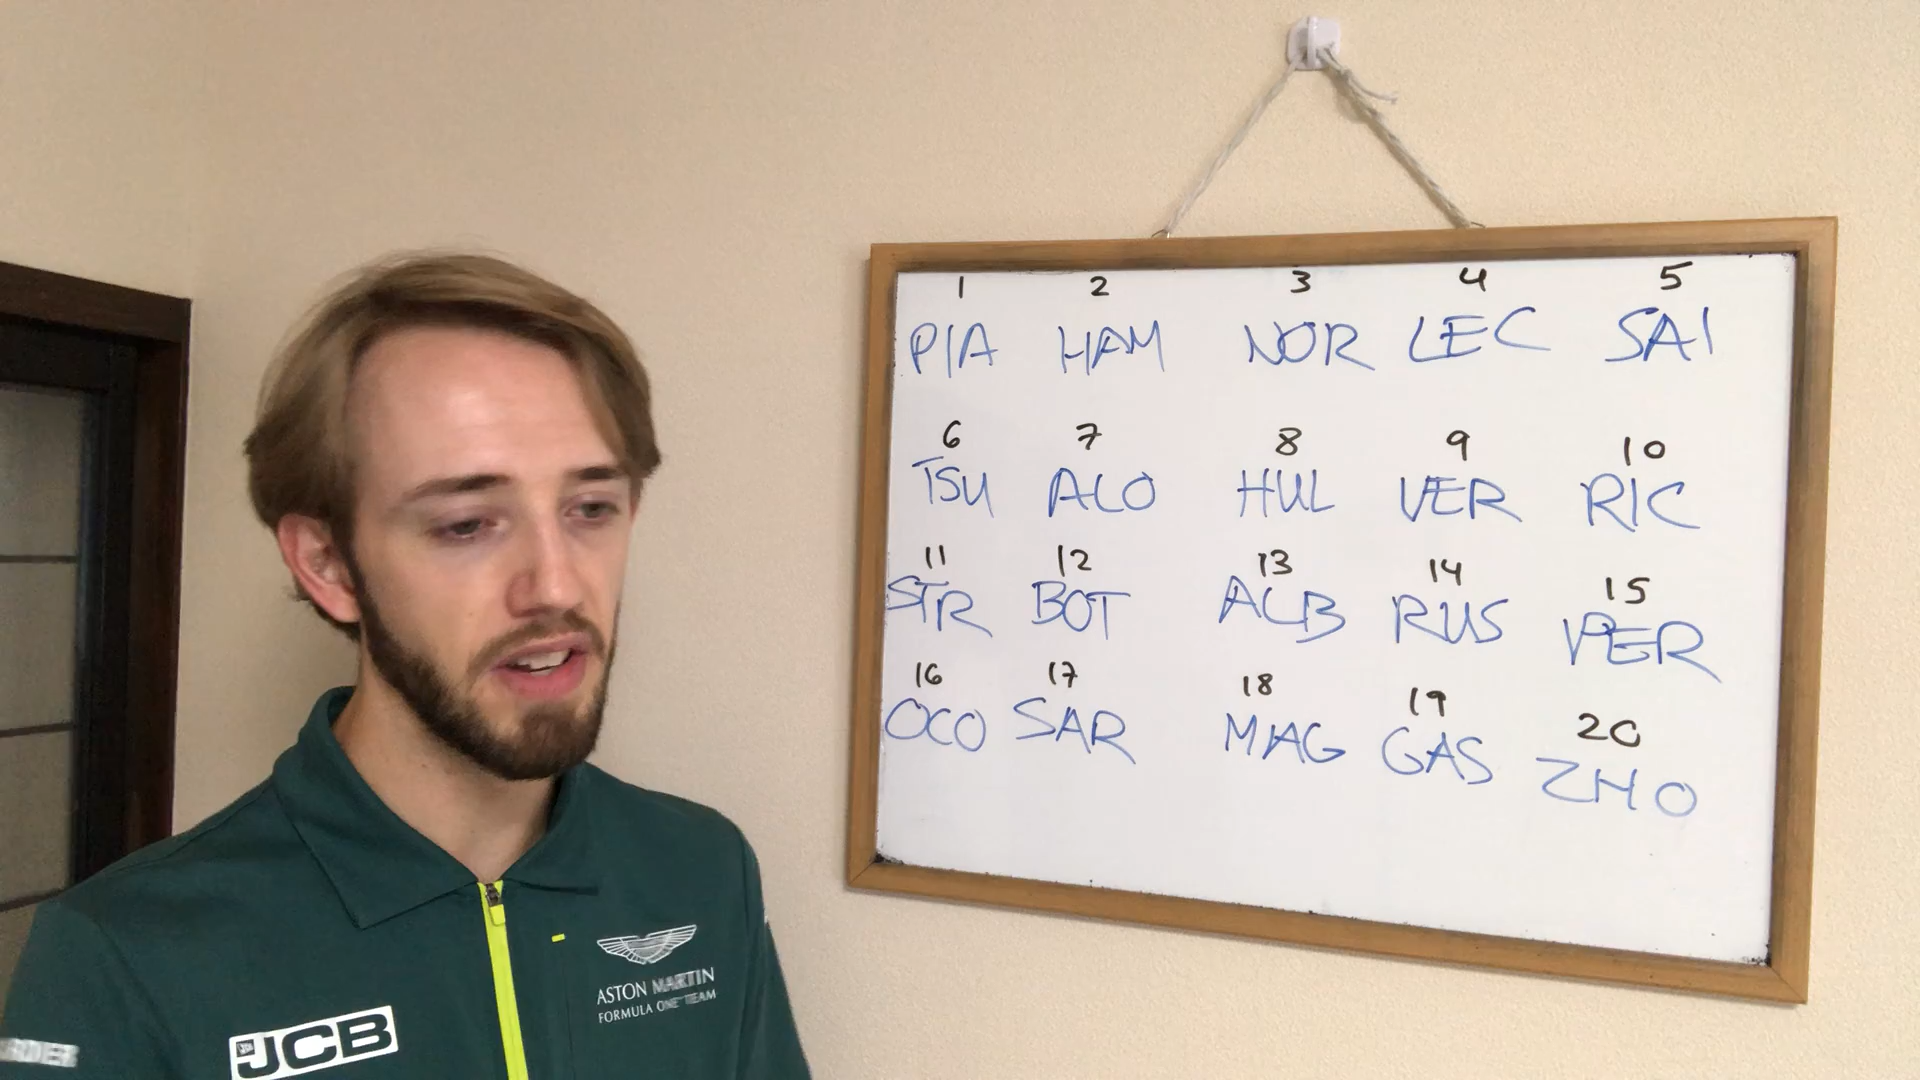 1 2 3 4 5
PIA HAM NOR LEC SAI
6 7 8 9 10
TSU ALO HUL VER RIC
11 12 13 14 15
STR BOT ALB RUS PER
16 17 18 19 20
OCO SAR MAG GAS ZHO
ASTON MARTIN
FORMULA ONE™ TEAM
JCB